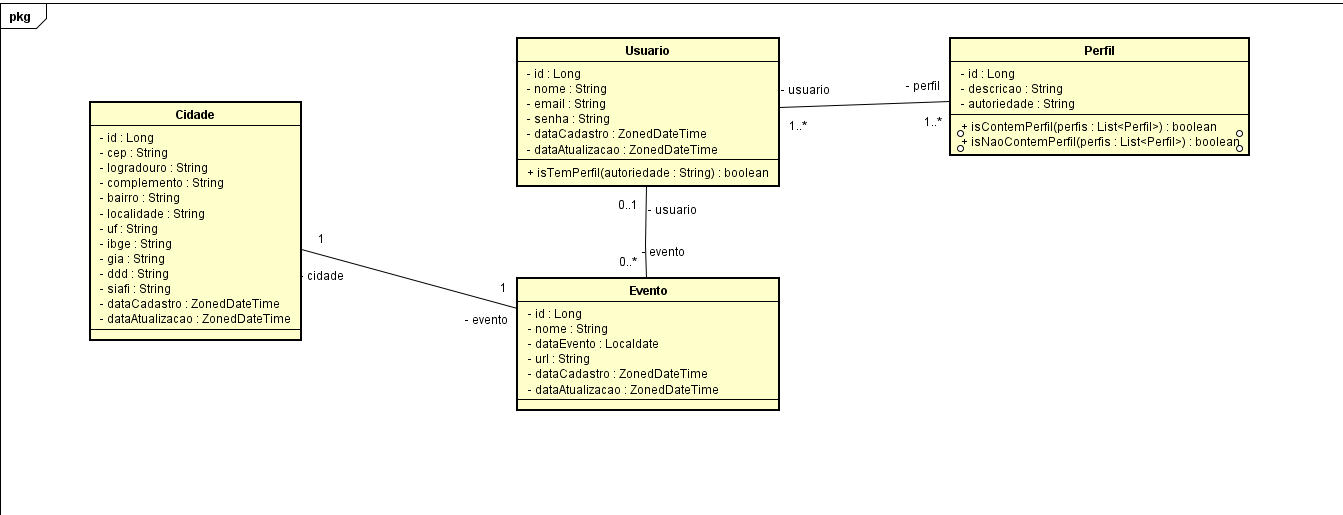 pkg
Usuario
- id : Long
- nome : String
- email : String
- senha : String
- dataCadastro : ZonedDateTime
- dataAtualizacao : ZonedDateTime
+ isTemPerfil(autoriedade : String) : boolean
- usuario
1..*
- perfil
1..*
Perfil
- id : Long
- descricao : String
- autoriedade : String
+ isContemPerfil(perfis : List<Perfil>) : boolean
+ isNaoContemPerfil(perfis : List<Perfil>) : boolean
Cidade
- id : Long
- cep : String
- logradouro : String
- complemento : String
- bairro : String
- localidade : String
- uf : String
- ibge : String
- gia : String
- ddd : String
- siafi : String
- dataCadastro : ZonedDateTime
- dataAtualizacao : ZonedDateTime
1
- cidade
1
- evento
0..1
- usuario
- evento
0..*
Evento
- id : Long
- nome : String
- dataEvento : Localdate
- url : String
- dataCadastro : ZonedDateTime
- dataAtualizacao : ZonedDateTime